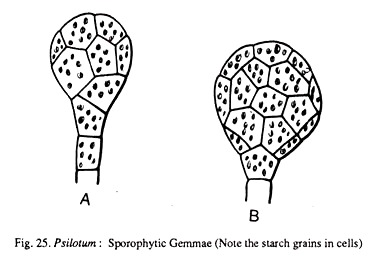 A
B
Fig. 25. Psilotum : Sporophytic Gemmae (Note the starch grains in cells)